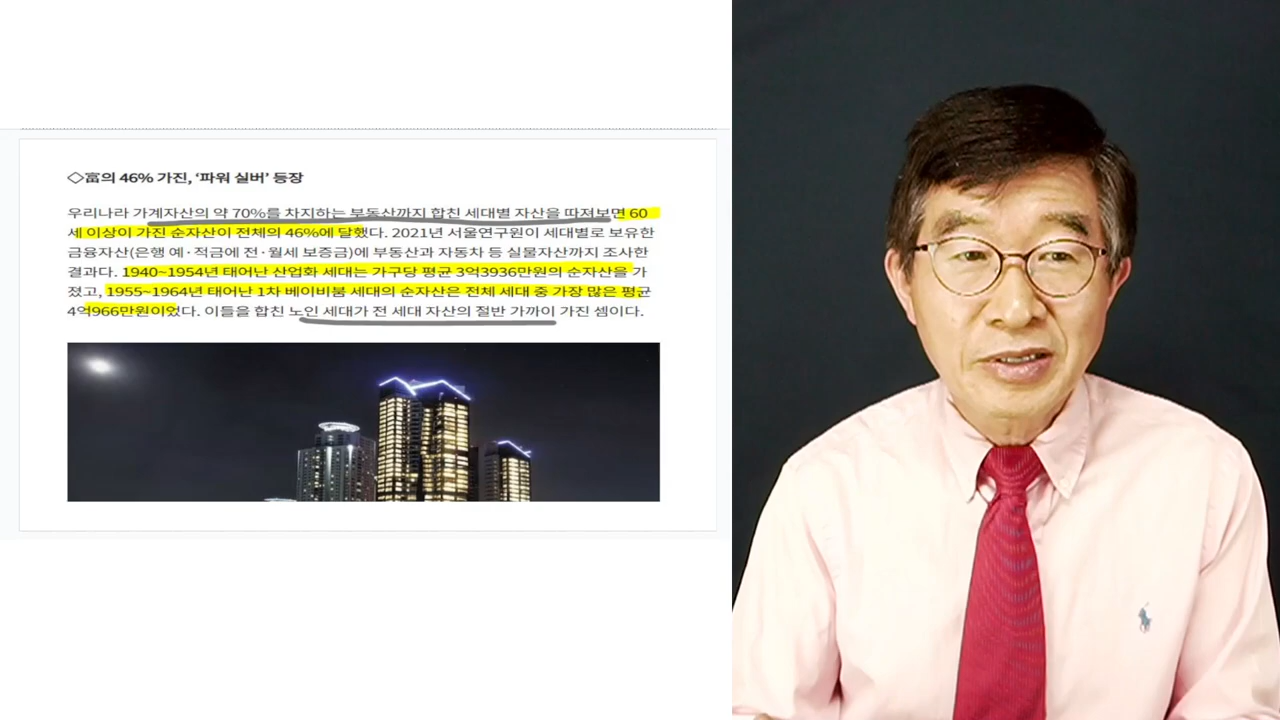 ◇富의 46% 가진, ‘파워 실버’ 등장
우리나라 가계자산의 약 70%를 차지하는 부동산까지 합친 세대별 자산을 따져보면 60
세 이상이 가진 순자산이 전체의 46%에 달했다. 2021년 서울연구원이 세대별로 보유한
금융자산(은행 예·적금에 전·월세 보증금)에 부동산과 자동차 등 실물자산까지 조사한
결과다. 1940~1954년 태어난 산업화 세대는 가구당 평균 3억3936만원의 순자산을 가
졌고, 1955~1964년 태어난 1차 베이비붐 세대의 순자산은 전체 세대 중 가장 많은 평균
4억966만원이었다. 이들을 합친 노인 세대가 전 세대 자산의 절반 가까이 가진 셈이다.